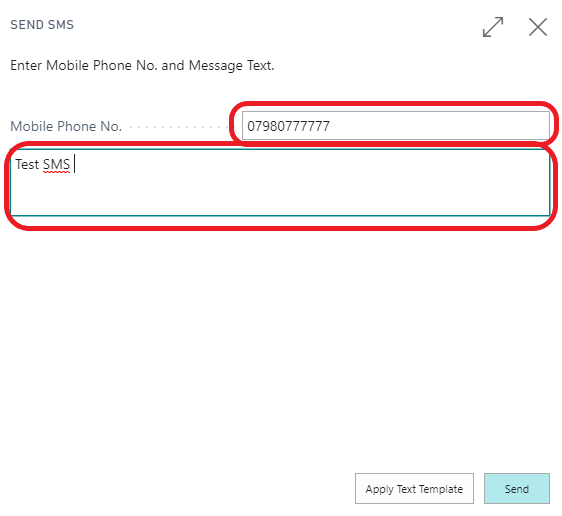 SEND SMS
Enter Mobile Phone No. and Message Text.
Mobile Phone No. 07980777777
Test SMS
Apply Text Template Send